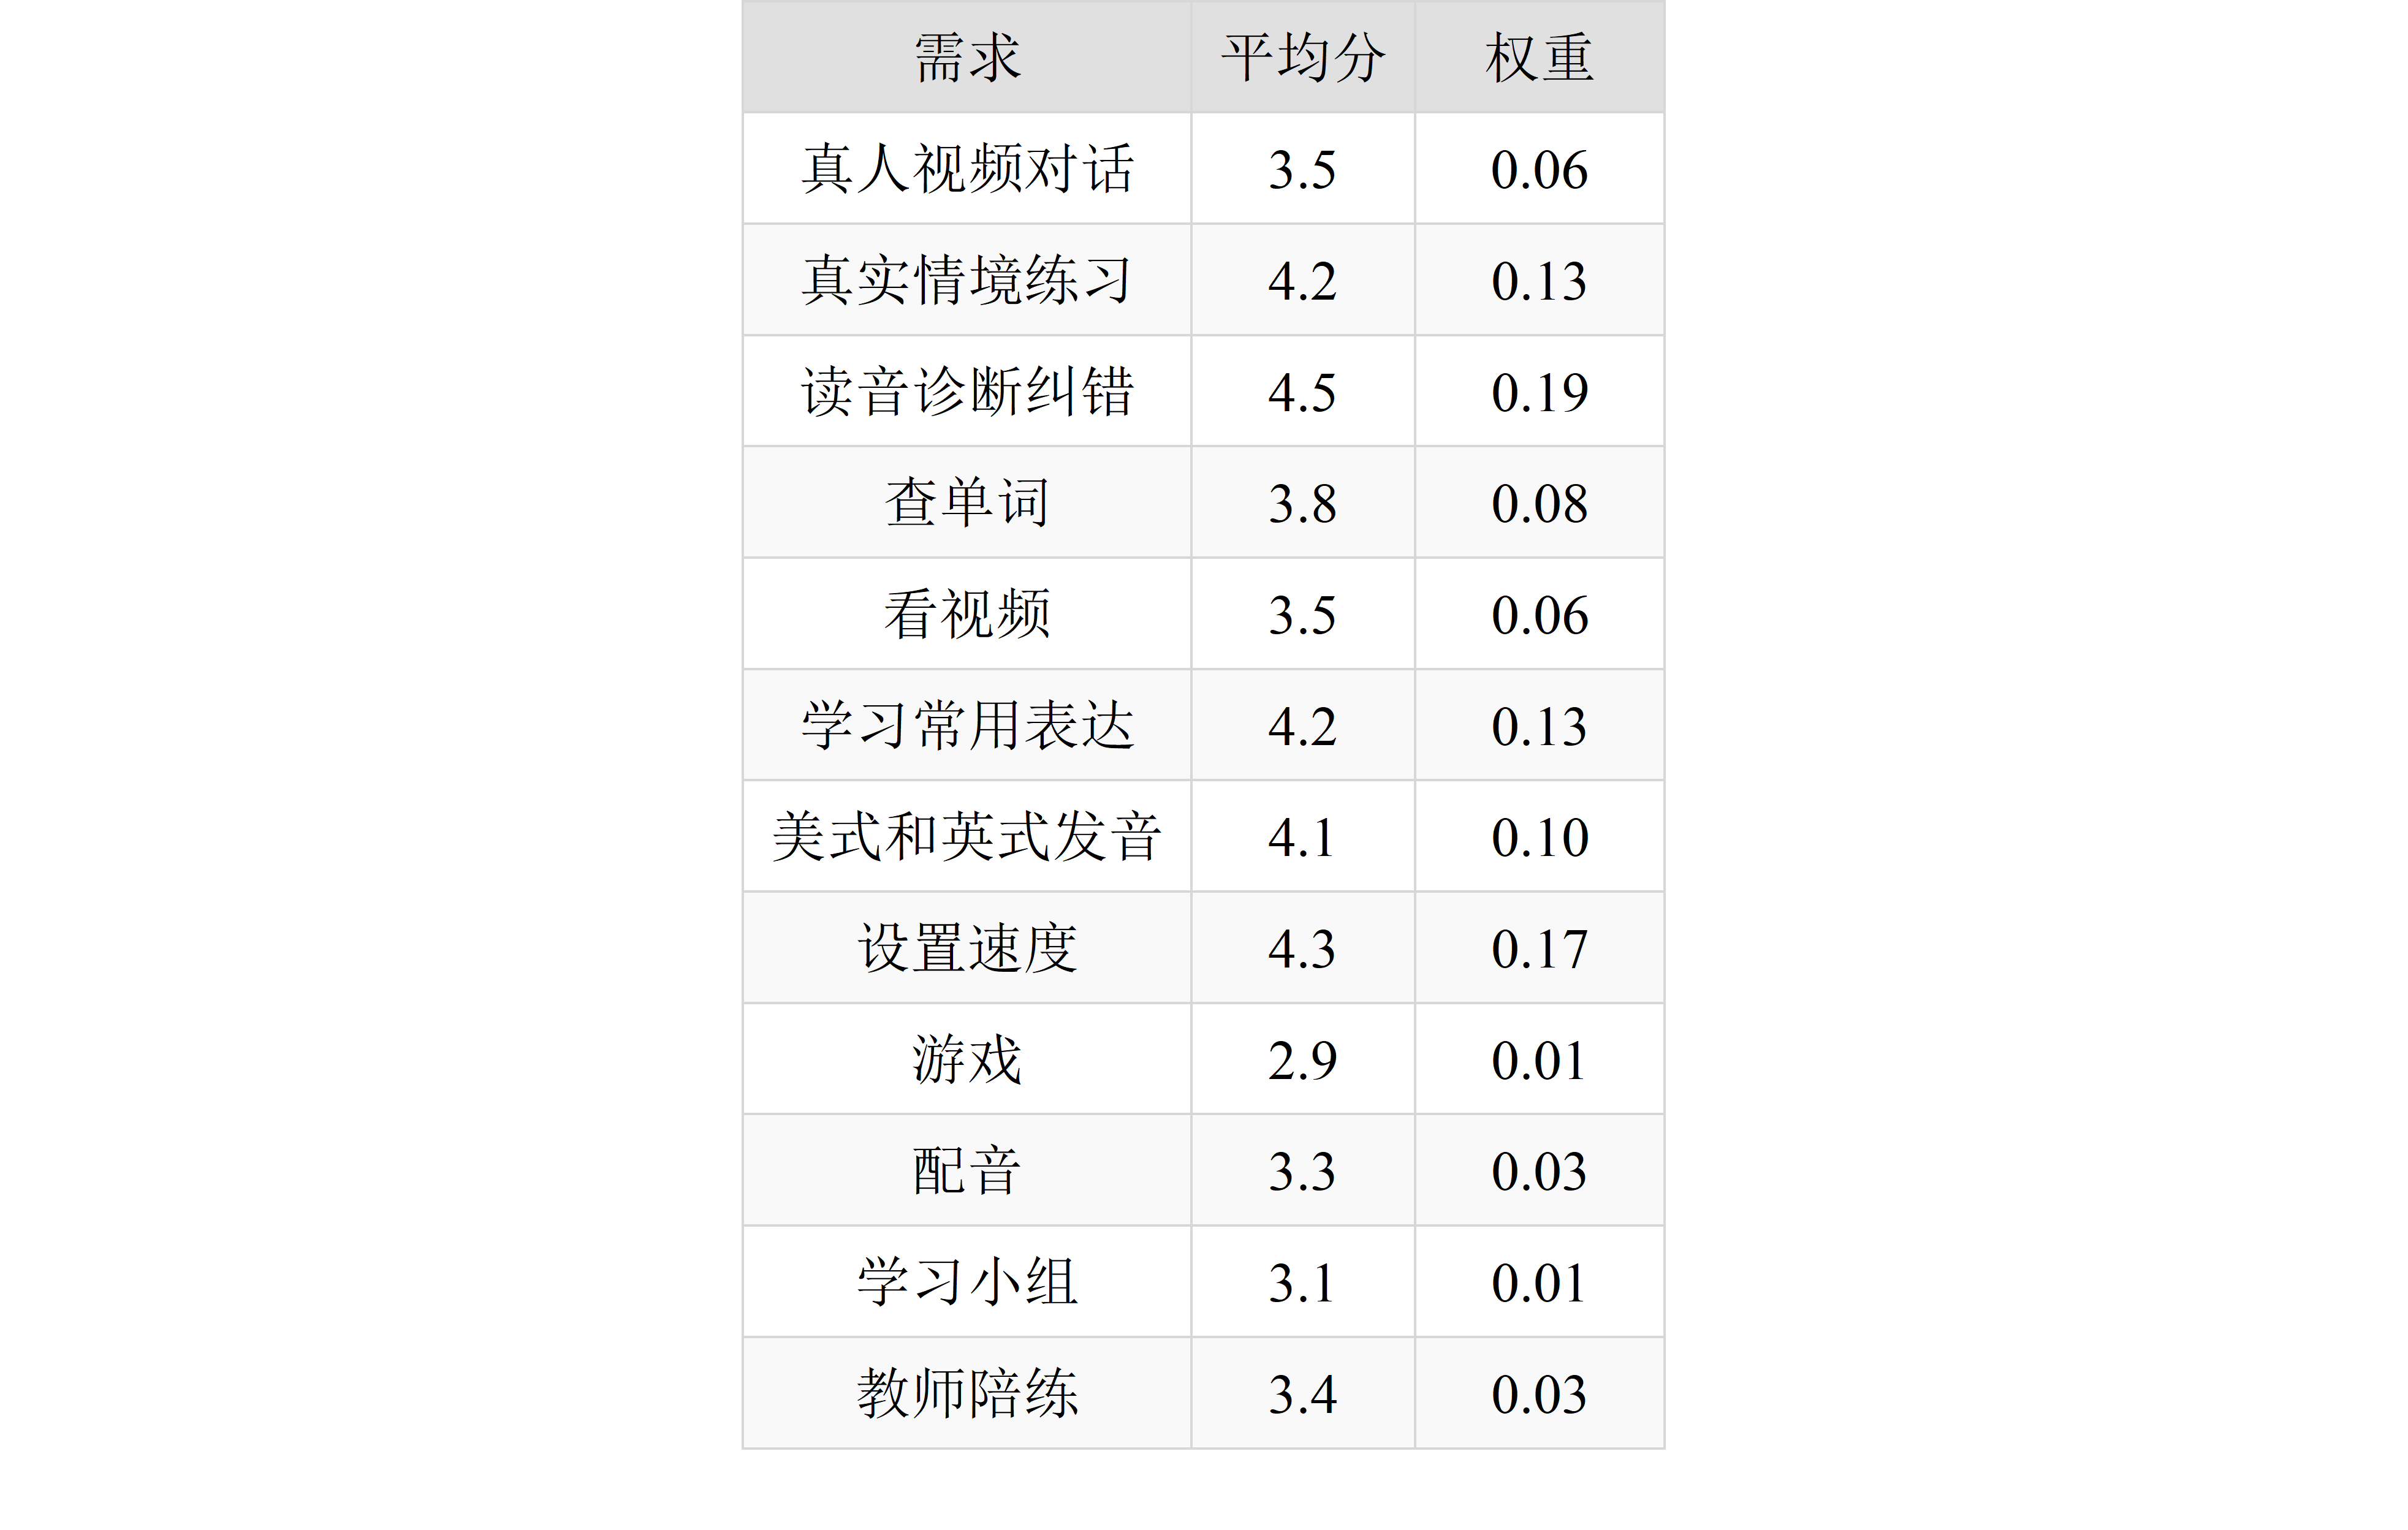 需求 平均分 权重
真人视频对话 3.5 0.06
真实情境练习 4.2 0.13
读音诊断纠错 4.5 0.19
查单词 3.8 0.08
看视频 3.5 0.06
学习常用表达 4.2 0.13
美式和英式发音 4.1 0.10
设置速度 4.3 0.17
游戏 2.9 0.01
配音 3.3 0.03
学习小组 3.1 0.01
教师陪练 3.4 0.03